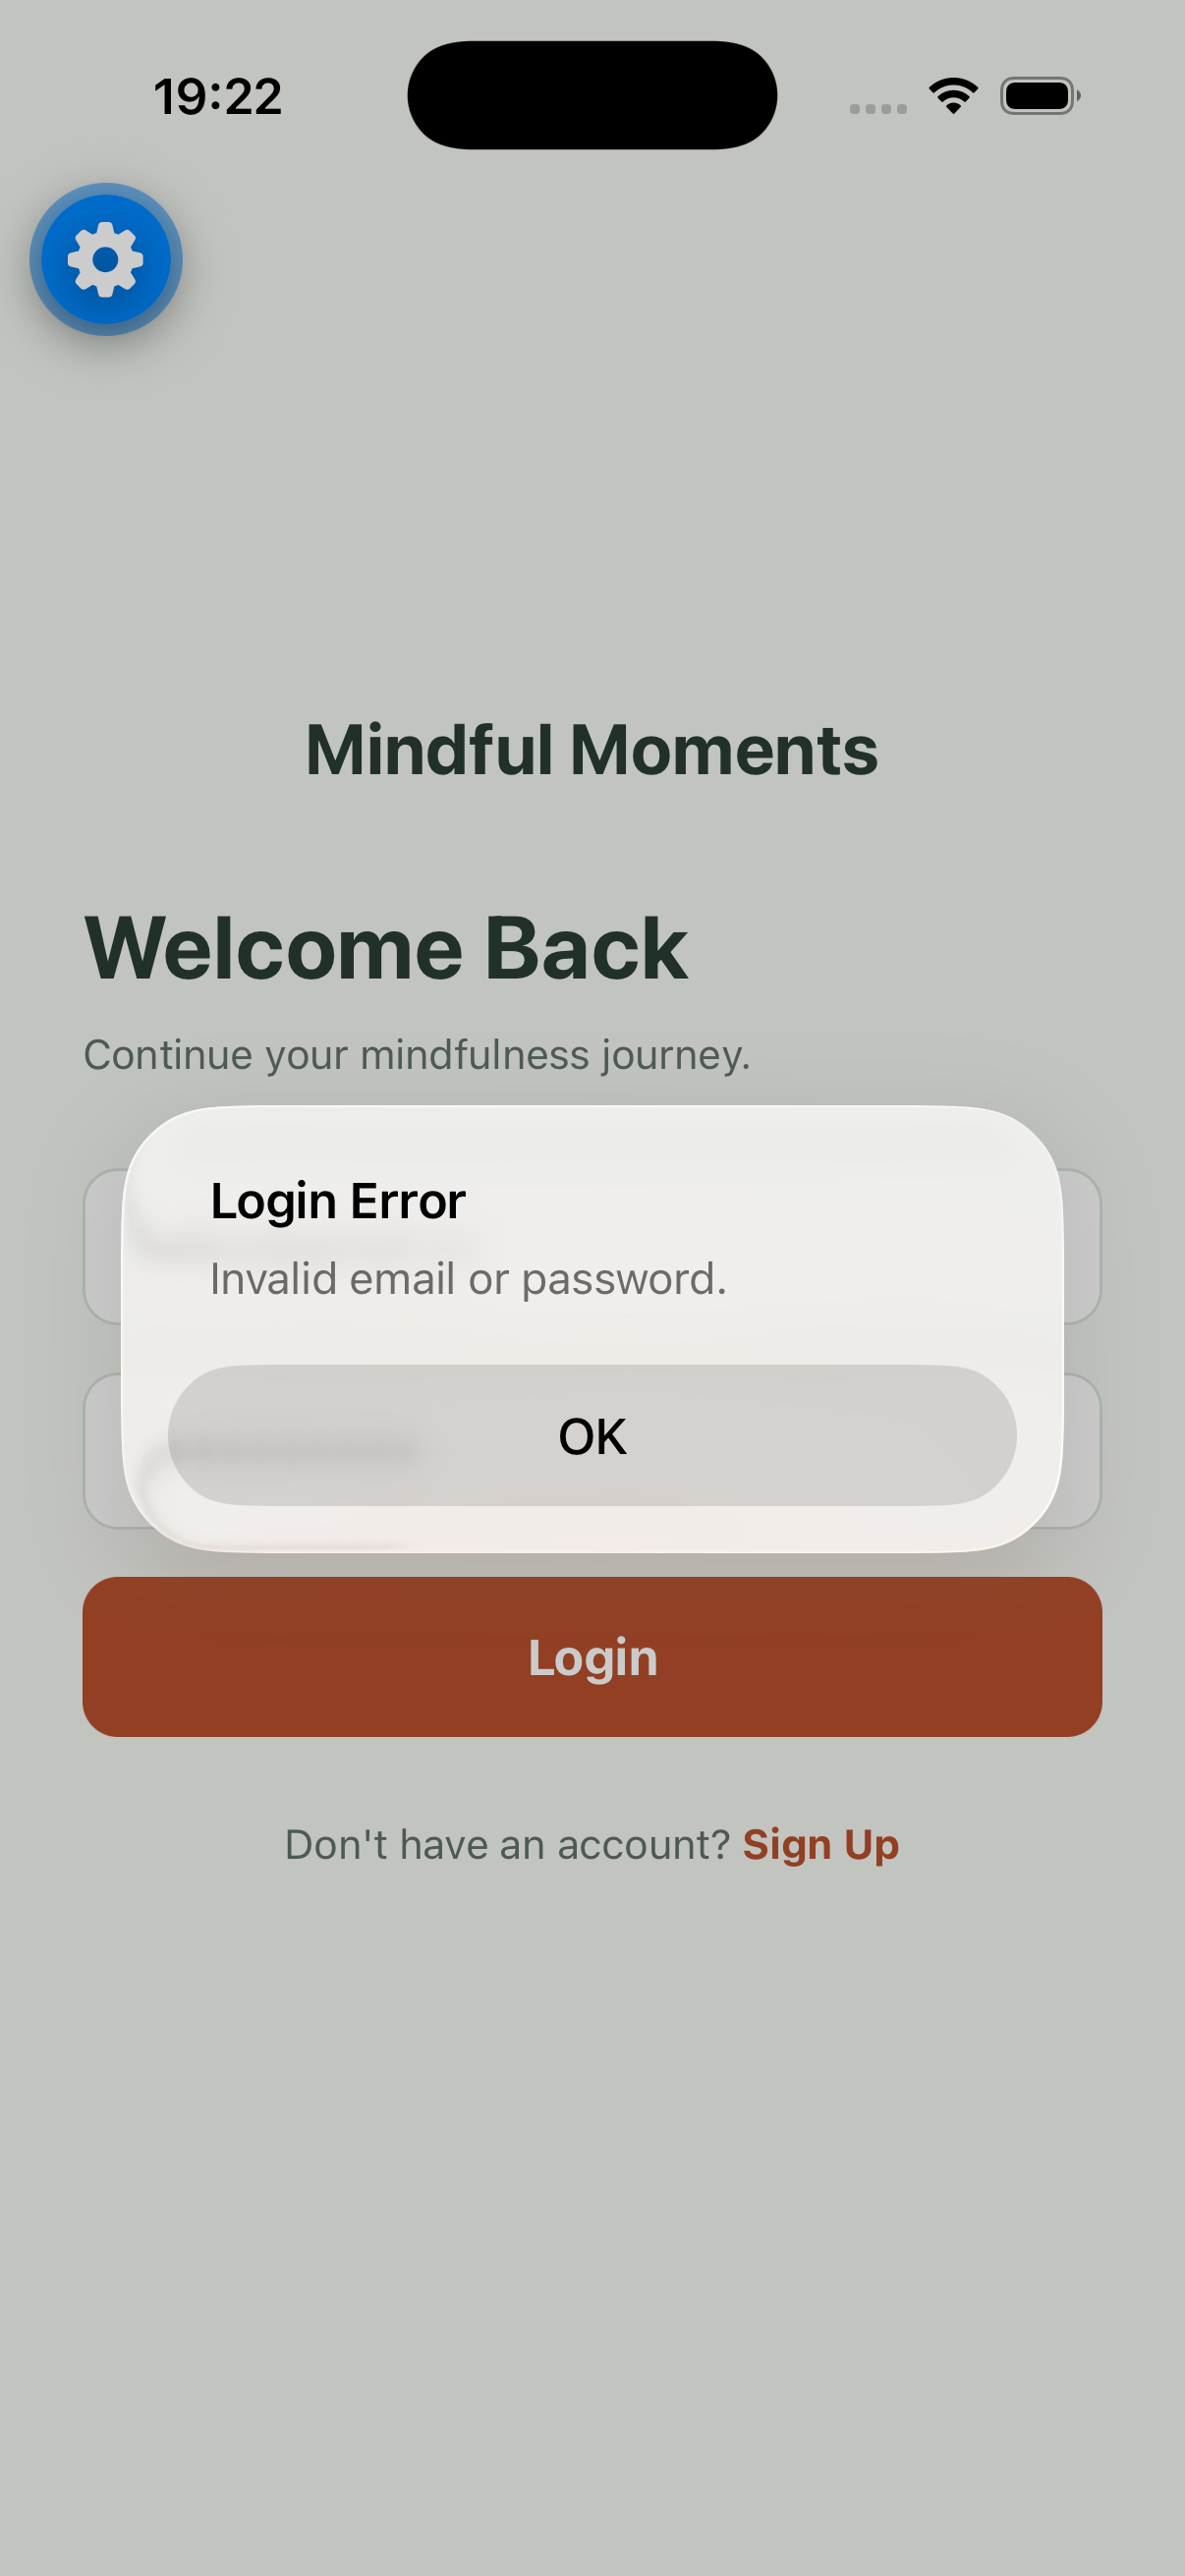 19:22
Mindful Moments
Welcome Back
Continue your mindfulness journey.
Login Error
Invalid email or password.
OK
Login
Don't have an account? Sign Up